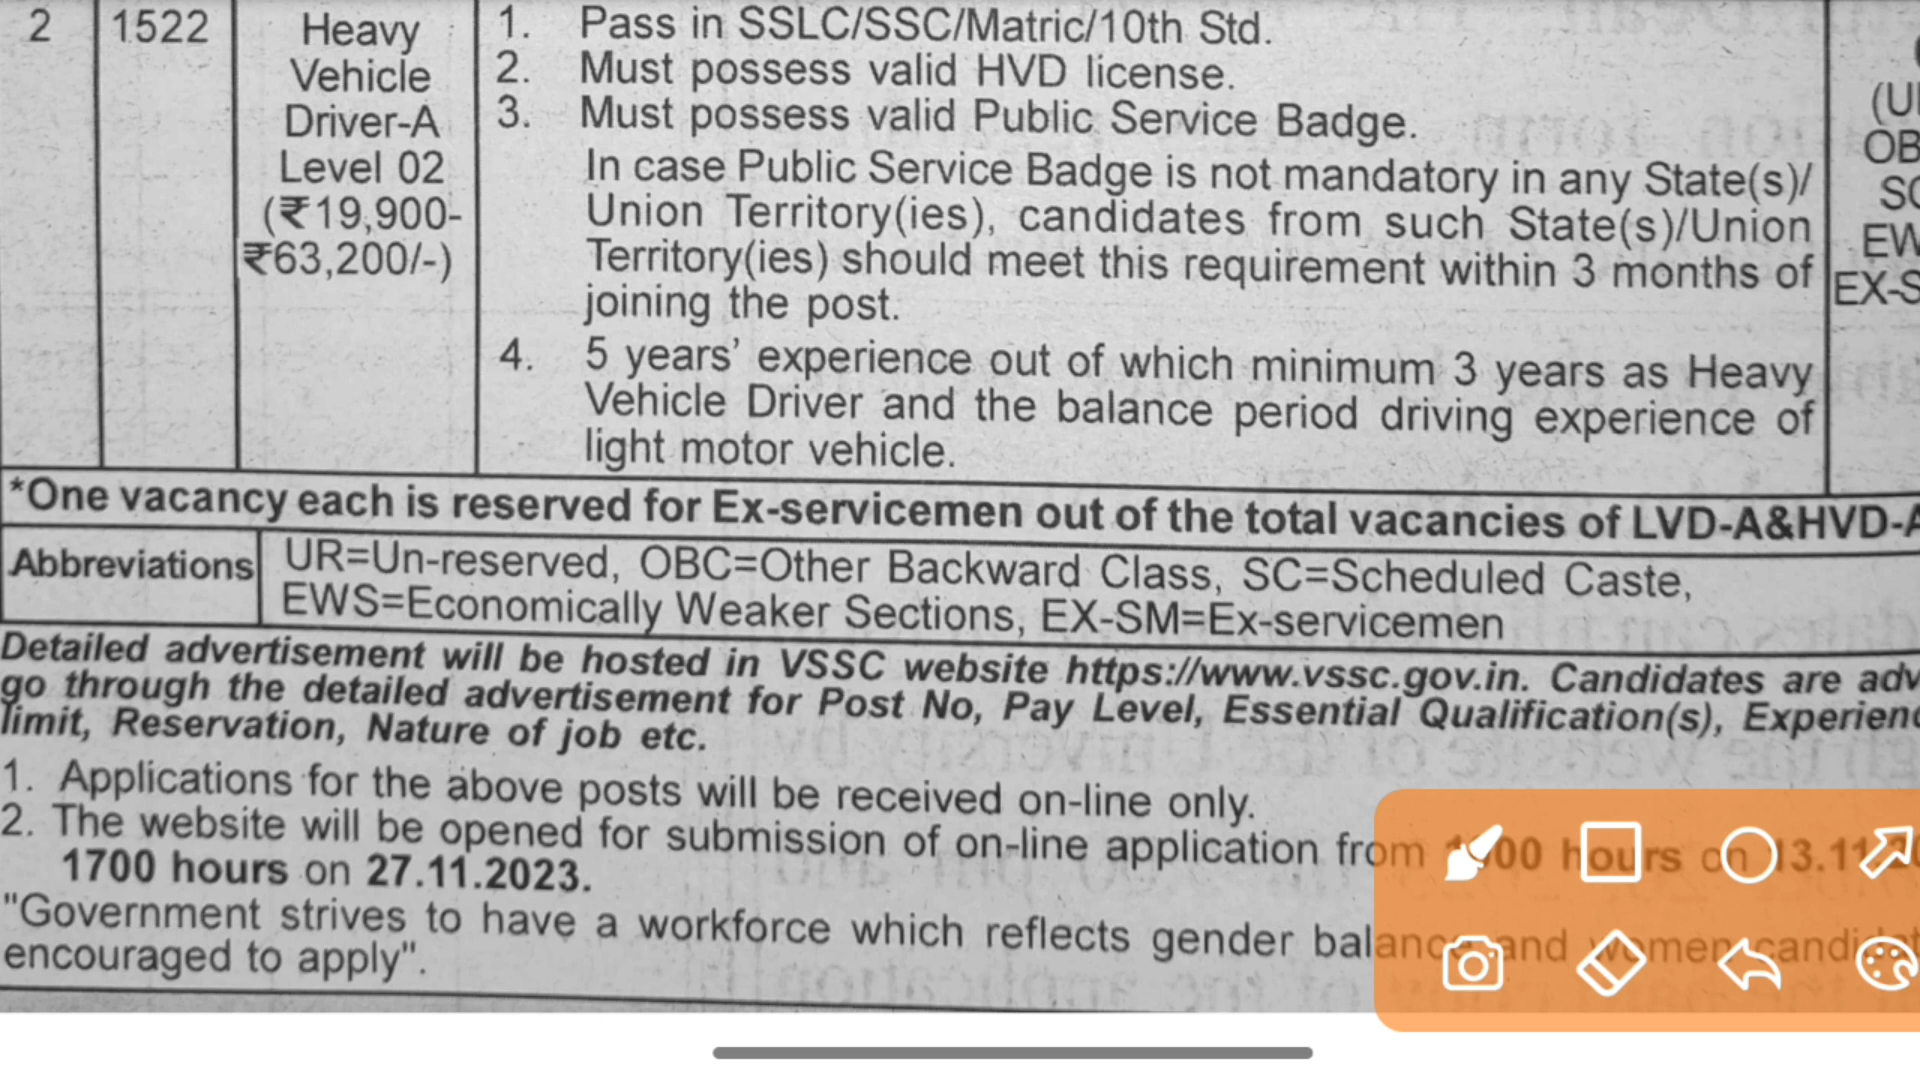 2
1522
Heavy
Vehicle
Driver-A
Level 02
(₹19,900-
₹63,200/-)
1. Pass in SSLC/SSC/Matric/10th Std.
2. Must possess valid HVD license.
3. Must possess valid Public Service Badge.
In case Public Service Badge is not mandatory in any State(s)/
Union Territory(ies), candidates from such State(s)/Union
Territory(ies) should meet this requirement within 3 months of
joining the post.
4. 5 years' experience out of which minimum 3 years as Heavy
Vehicle Driver and the balance period driving experience of
light motor vehicle.
*One vacancy each is reserved for Ex-servicemen out of the total vacancies of LVD-A&HVD-A
Abbreviations
UR=Un-reserved, OBC=Other Backward Class, SC=Scheduled Caste,
EWS=Economically Weaker Sections, EX-SM=Ex-servicemen
Detailed advertisement will be hosted in VSSC website https://www.vssc.gov.in. Candidates are
go through the detailed advertisement for Post No, Pay Level, Essential Qualification(s),
limit, Reservation, Nature of job etc.
1. Applications for the above posts will be received on-line only.
2. The website will be opened for submission of on-line application from hours on
1700 hours on 27.11.2023.
"Government strives to have a workforce which reflects gender balance and women
encouraged to apply".